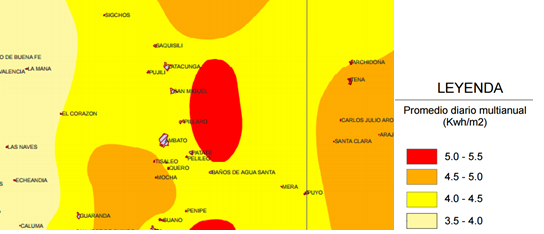 SIGCHOS
SAQUISILI
O DE BUENA FE
VALENCIA
LA MANA
PUJILI
LATACUNGA
ARCHIDONA
TENA
SAN MIGUEL
EL CORAZON
PILLARO
CARLOS JULIO ARO
ARAJ
SANTA CLARA
AMBATO
LAS NAVES
PATATE
PELILEO
TISALEO
QUERO
BAÑOS DE AGUA SANTA
MOCHA
ECHEANDIA
MERA
PUYO
GUARANDA
PENIPE
GUANO
CALUMA
LEYENDA
Promedio diario multianual
(Kwh/m2)
5.0 - 5.5
4.5 - 5.0
4.0 - 4.5
3.5 - 4.0